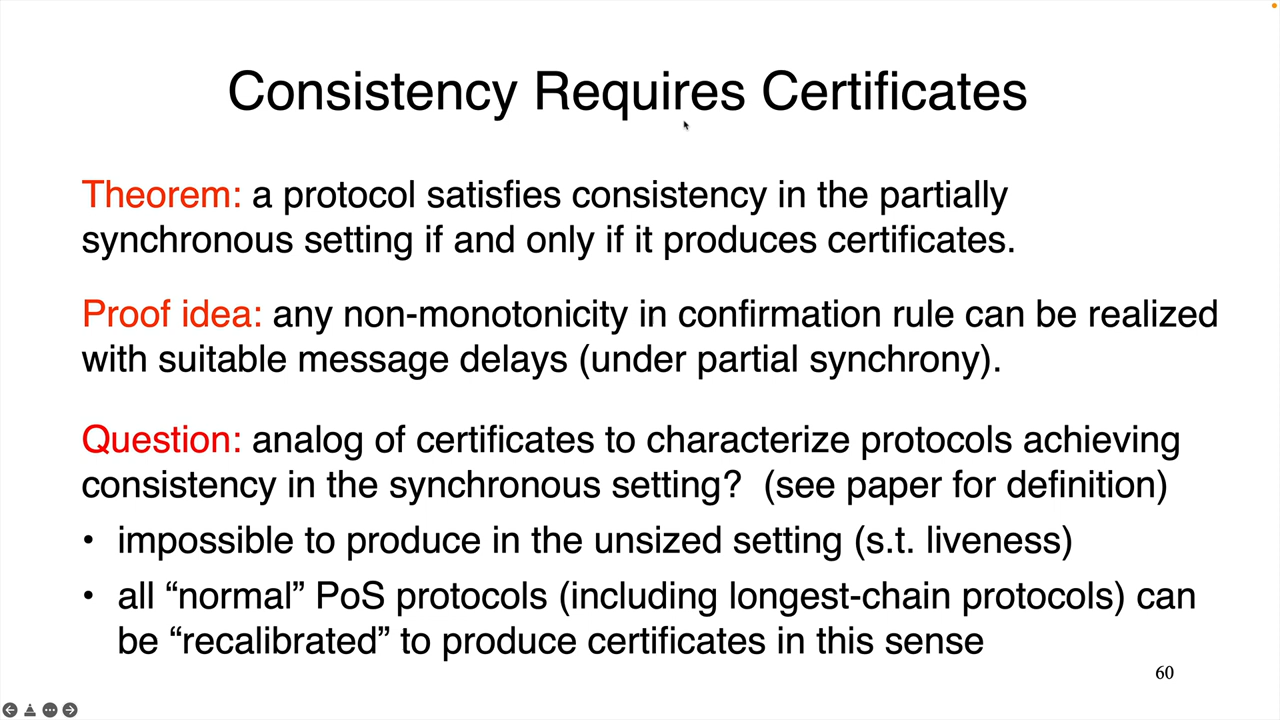 Consistency Requires Certificates
Theorem: a protocol satisfies consistency in the partially
synchronous setting if and only if it produces certificates.
Proof idea: any non-monotonicity in confirmation rule can be realized
with suitable message delays (under partial synchrony).
Question: analog of certificates to characterize protocols achieving
consistency in the synchronous setting? (see paper for definition)
• impossible to produce in the unsized setting (s.t. liveness)
• all “normal” PoS protocols (including longest-chain protocols) can
be “recalibrated” to produce certificates in this sense
60